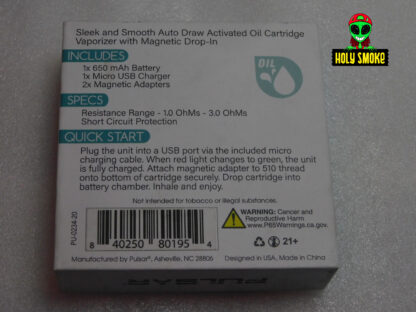 HOLY SMOKE
Sleek and Smooth Auto Draw Activated Oil Cartridge
Vaporizer with Magnetic Drop-In
INCLUDES
1x 650 mAh Battery
1x Micro USB Charger
2x Magnetic Adapters
OIL
SPECS
Resistance Range - 1.0 OhMs - 3.0 OhMs
Short Circuit Protection
QUICK START
Plug the unit into a USB port via the included micro
charging cable. When red light changes to green, the unit
is fully charged. Attach magnetic adapter to 510 thread
onto bottom of cartridge securely. Drop cartridge into
battery chamber. Inhale and enjoy.
Not intended for tobacco or illegal substances.
PU-0234-20
8 40250 80195 4
WARNING: Cancer and
Reproductive Harm
www.P65Warnings.ca.gov.
21+
Manufactured by Pulsar®, Asheville, NC 28806
Designed in USA, Made in China
PULSAR